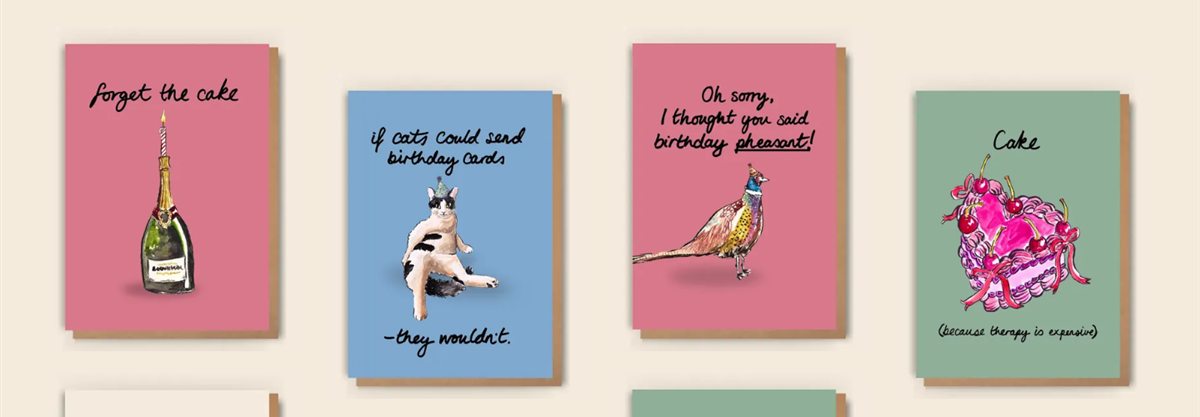 forget the cake
if cats could send
birthday cards
-they wouldn't.
Oh sorry,
I thought you said
birthday pheasant!
Cake
(because therapy is expensive)